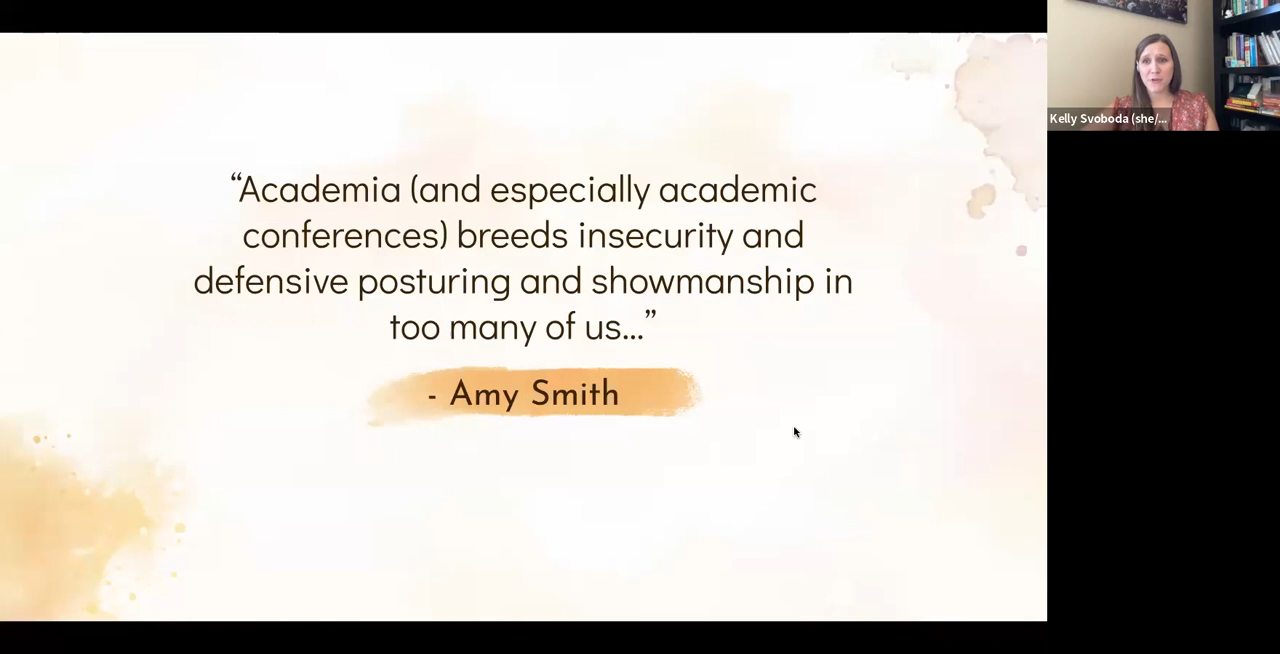 “Academia (and especially academic
conferences) breeds insecurity and
defensive posturing and showmanship in
too many of us...”
- Amy Smith
Kelly Svoboda (she/...